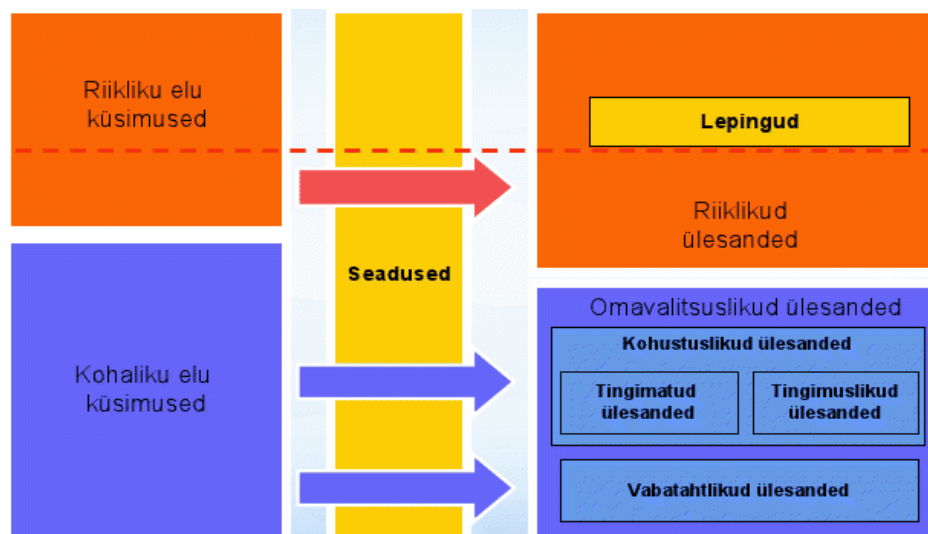 Riikliku elu
küsimused
Lepingud
Riiklikud
ülesanded
Seadused
Kohaliku elu
küsimused
Omavalitsuslikud ülesanded
Kohustuslikud ülesanded
Tingimatud
ülesanded
Tingimuslikud
ülesanded
Vabatahtlikud ülesanded